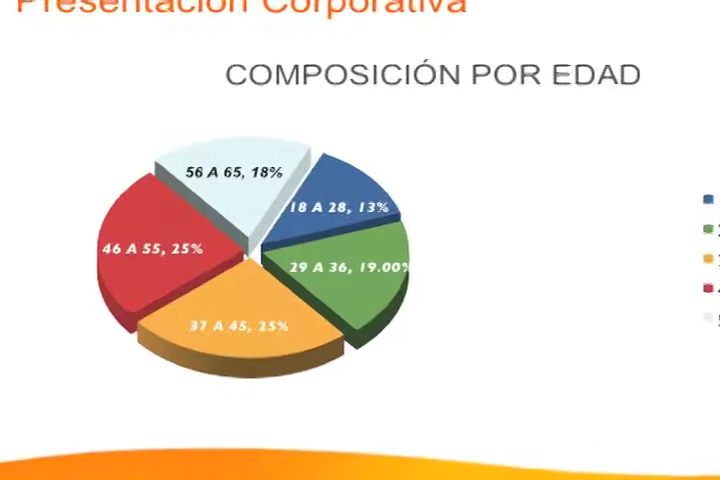 Presentación Corporativa
COMPOSICIÓN POR EDAD
56 A 65, 18%
18 A 28, 13%
46 A 55, 25%
29 A 36, 19.00%
37 A 45, 25%